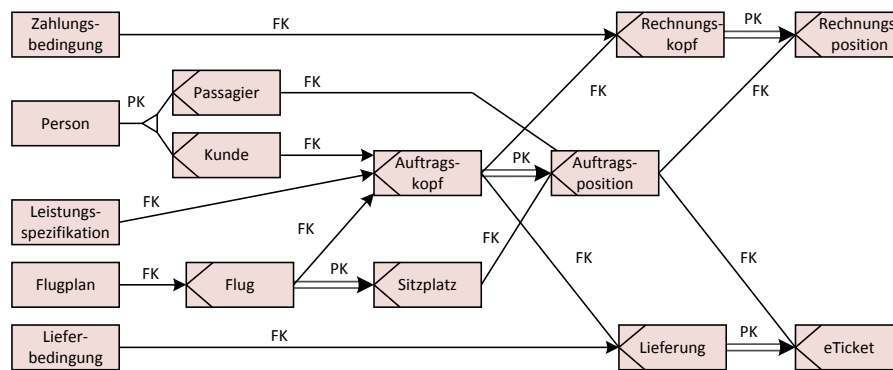 Zahlungs-
bedingung
FK
Rechnungs-
kopf
PK
Rechnungs
position
Person
PK
Passagier
FK
FK
FK
Kunde
FK
Auftrags-
kopf
PK
Auftrags-
position
Leistungs-
spezifikation
FK
FK
FK
FK
FK
Flugplan
FK
Flug
PK
Sitzplatz
Liefer-
bedingung
FK
Lieferung
PK
eTicket